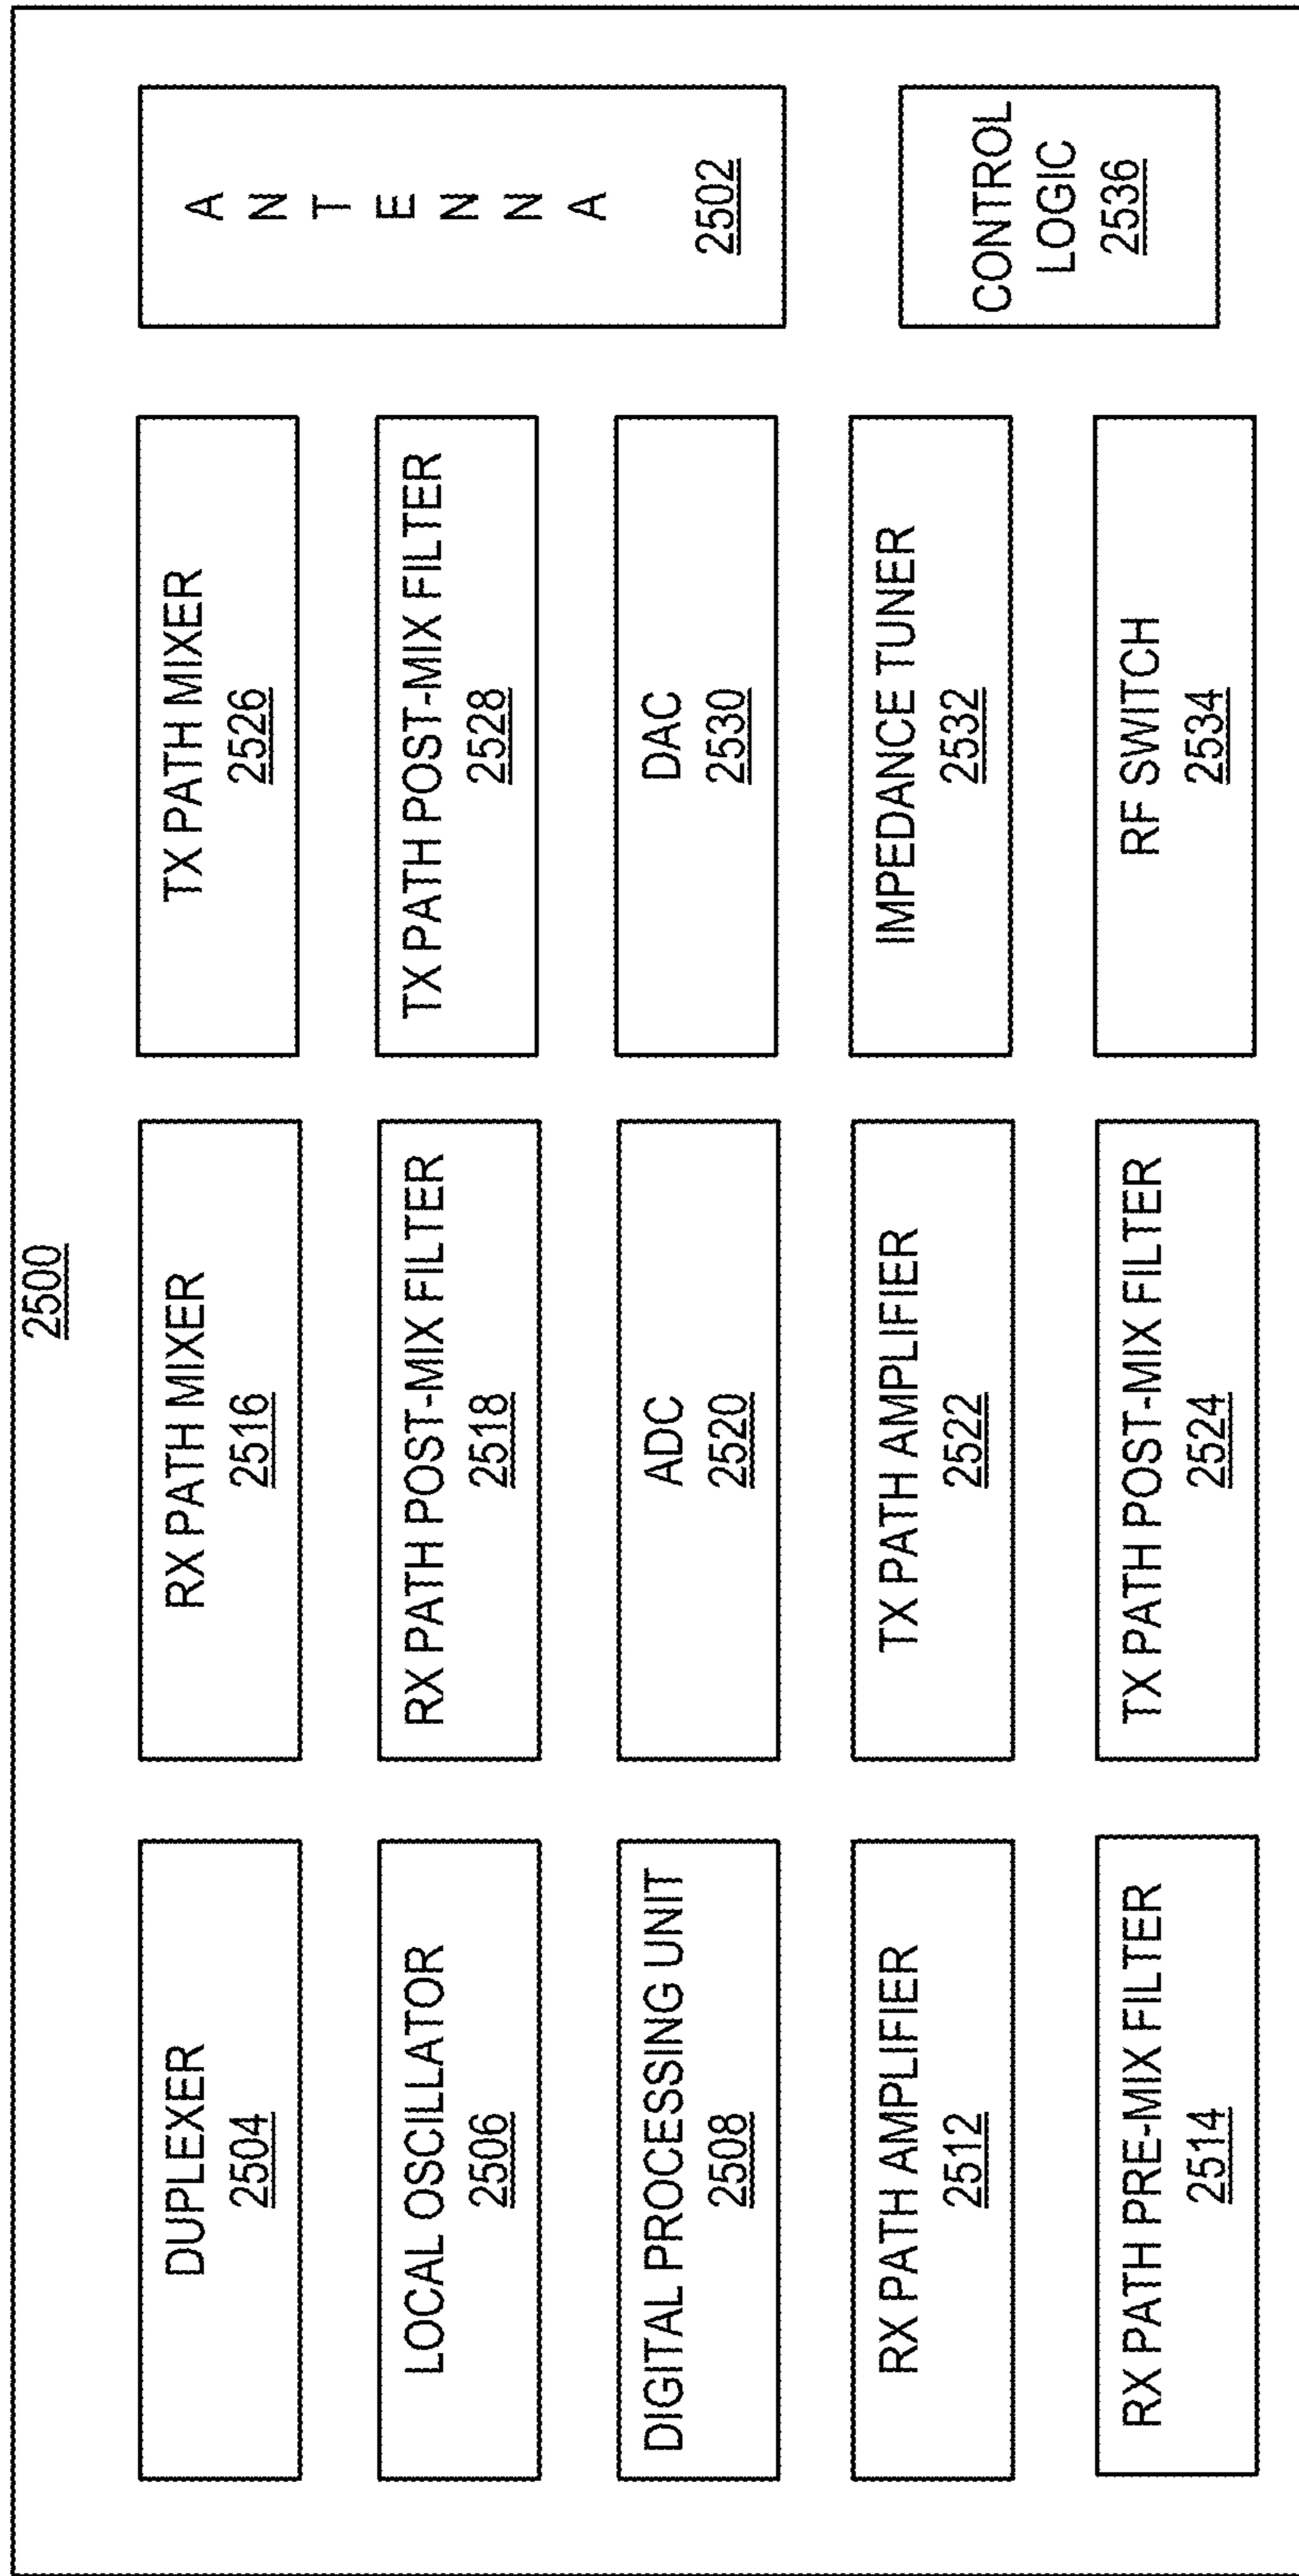 2500
DUPLEXER
2504
LOCAL OSCILLATOR
2506
DIGITAL PROCESSING UNIT
2508
RX PATH AMPLIFIER
2512
RX PATH PRE-MIX FILTER
2514
RX PATH MIXER
2516
RX PATH POST-MIX FILTER
2518
ADC
2520
TX PATH AMPLIFIER
2522
TX PATH POST-MIX FILTER
2524
TX PATH MIXER
2526
TX PATH POST-MIX FILTER
2528
DAC
2530
IMPEDANCE TUNER
2532
RF SWITCH
2534
A
N
T
E
N
N
A
2502
CONTROL
LOGIC
2536